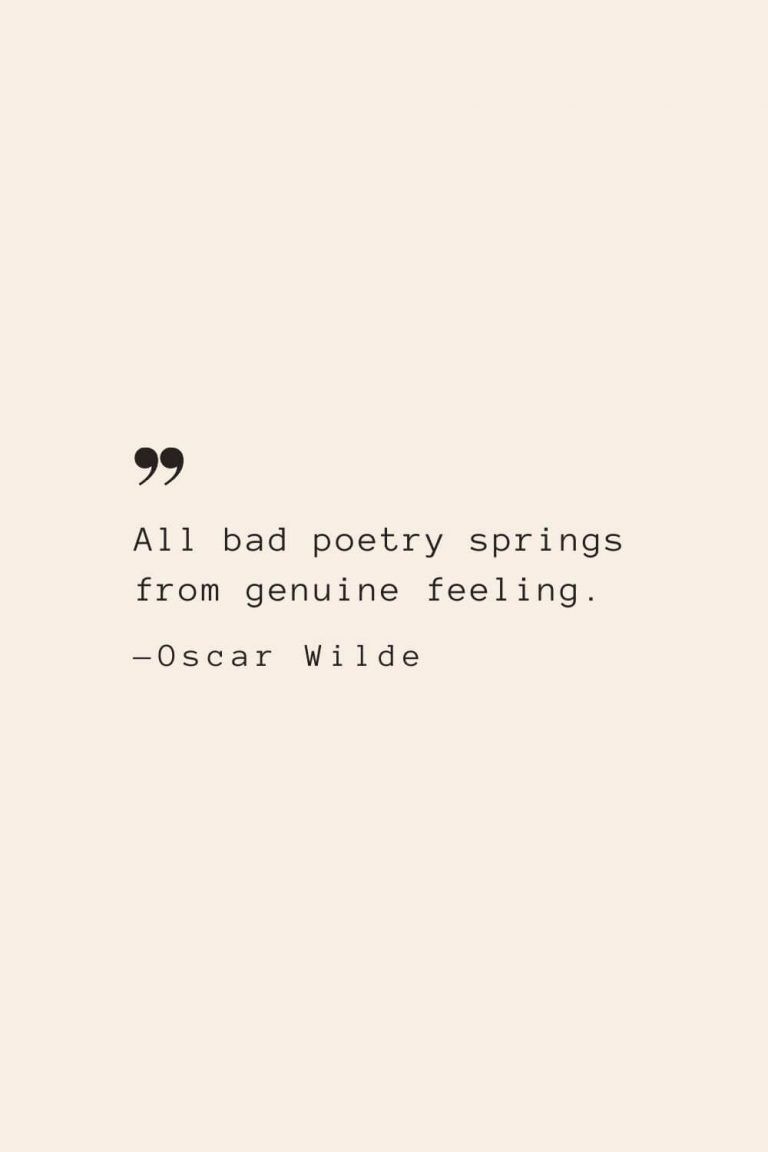 ”
All bad poetry springs
from genuine feeling.
—Oscar Wilde